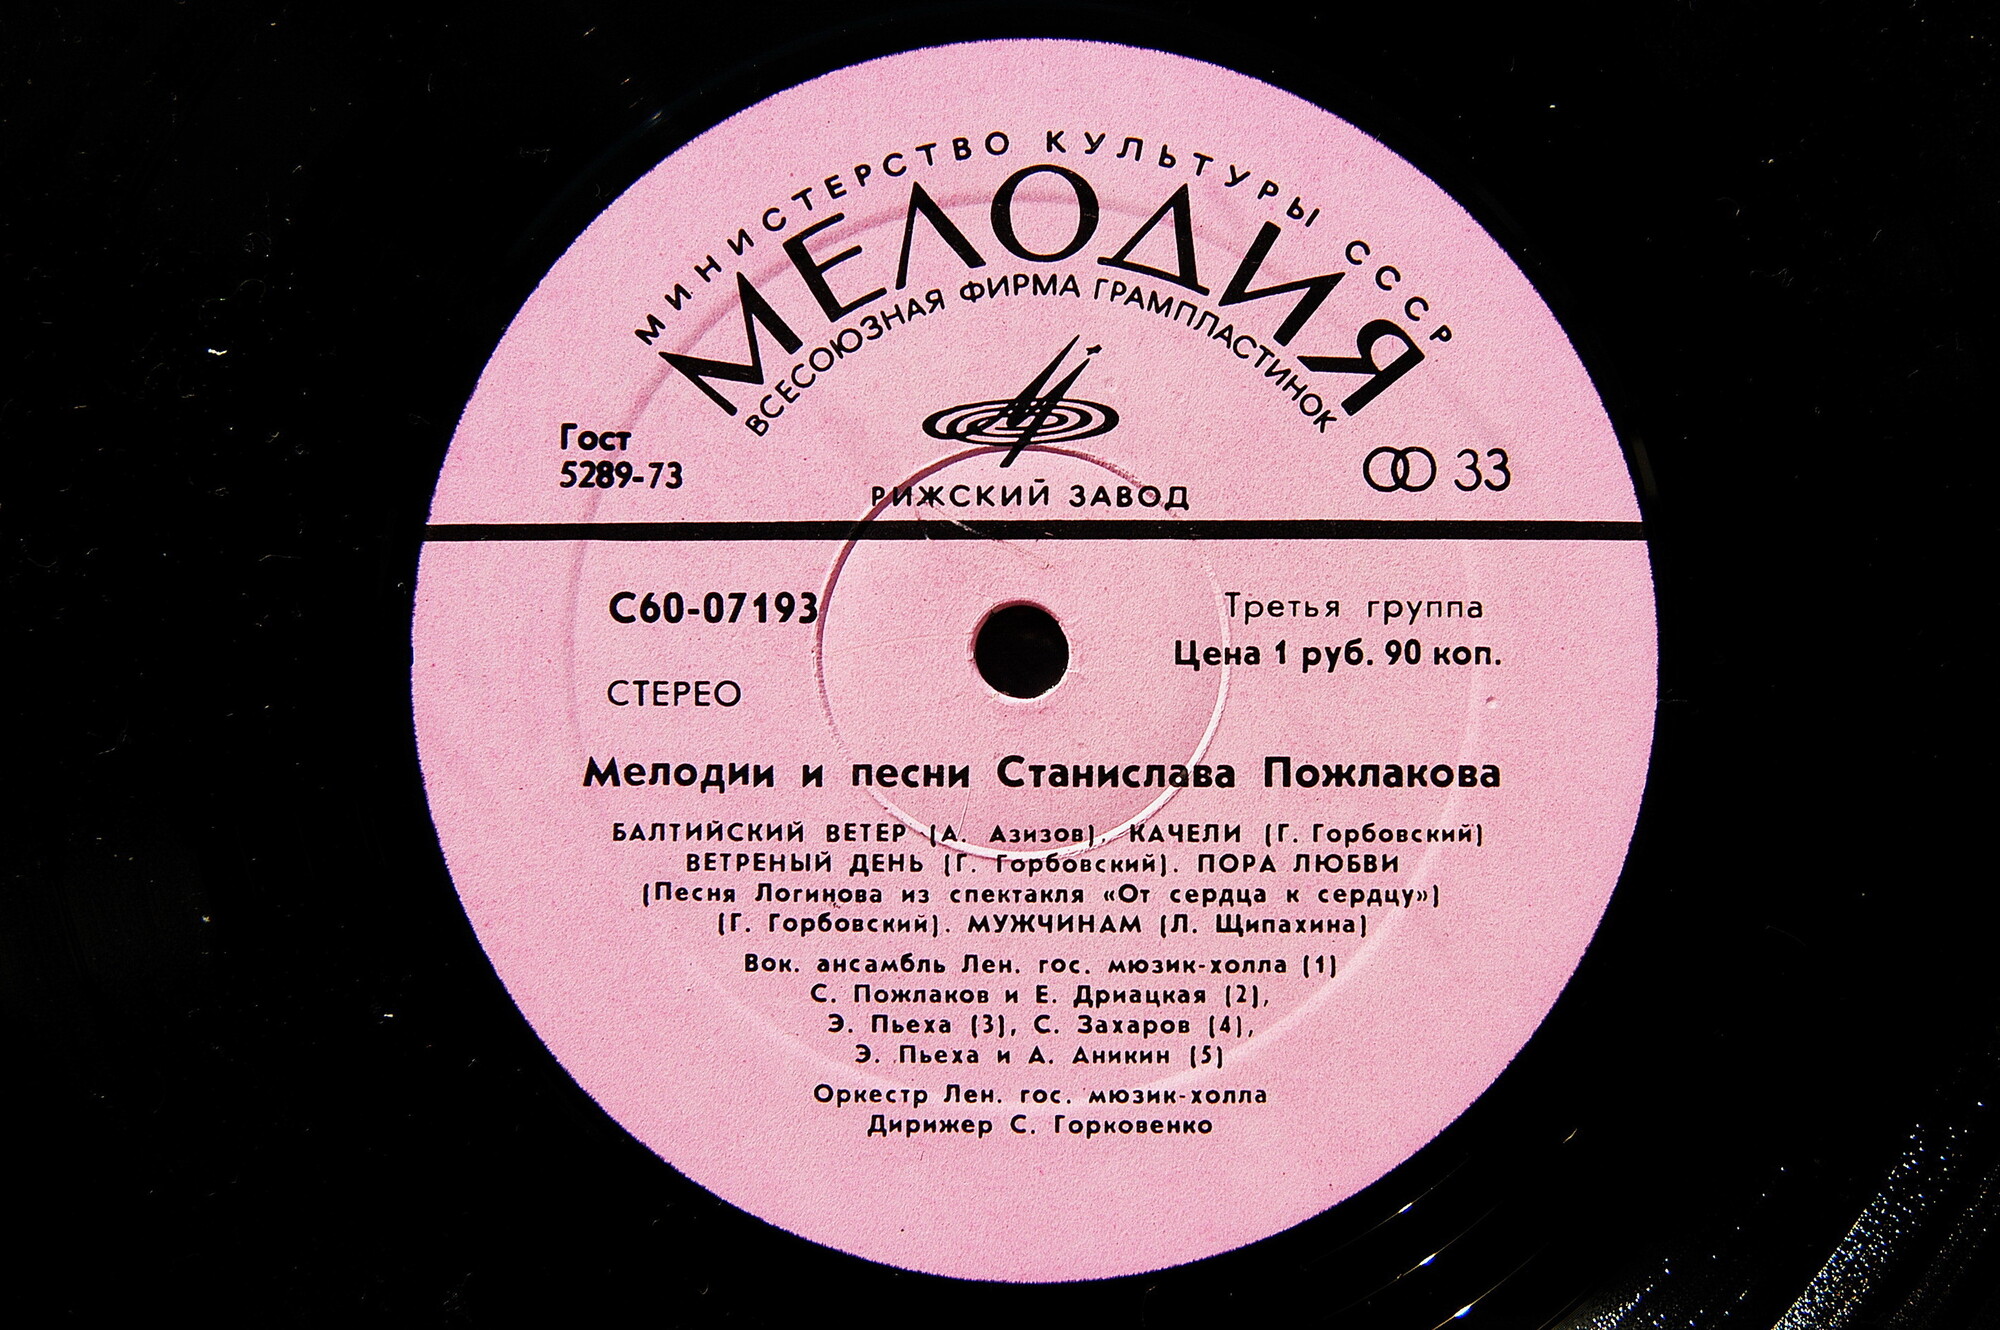 МИНИСТЕРСТВО КУЛЬТУРЫ СССР
МЕЛОДИЯ
ВСЕСОЮЗНАЯ ФИРМА ГРАМПЛАСТИНОК
Гост
5289-73
33
РИЖСКИЙ ЗАВОД
С60-07193
Третья группа
Цена 1 руб. 90 коп.
СТЕРЕО
Мелодии и песни Станислава Пожлакова
БАЛТИЙСКИЙ ВЕТЕР (А. Азизов). КАЧЕЛИ (Г. Горбовский)
ВЕТРЕНЫЙ ДЕНЬ (Г. Горбовский). ПОРА ЛЮБВИ
(Песня Логинова из спектакля «От сердца к сердцу»)
(Г. Горбовский). МУЖЧИНАМ (Л. Щипахина)
Вок. ансамбль Лен. гос. мюзик-холла (1)
С. Пожлаков и Е. Дриацкая (2),
Э. Пьеха (3), С. Захаров (4),
Э. Пьеха и А. Аникин (5)
Оркестр Лен. гос. мюзик-холла
Дирижер С. Горковенко